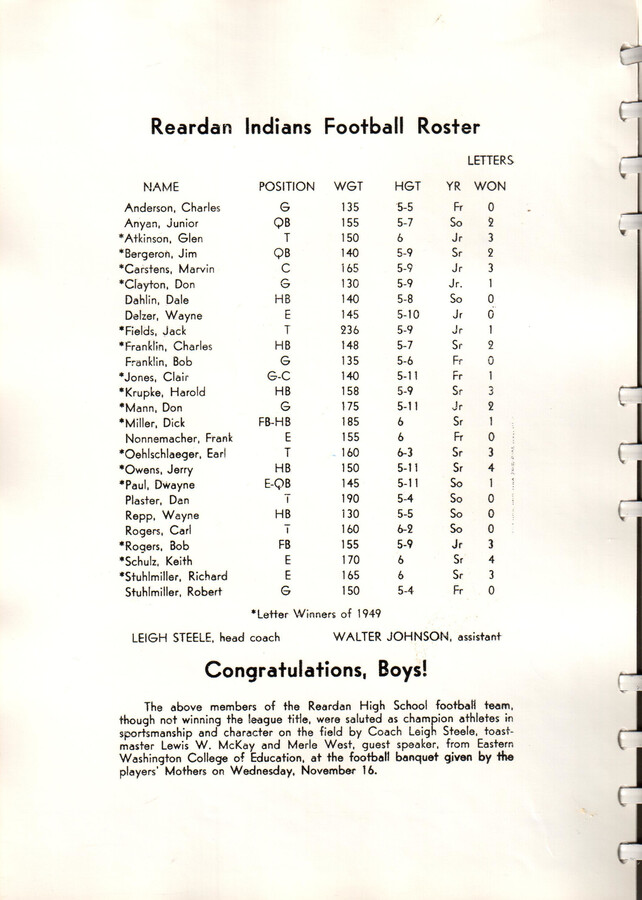 Reardan Indians Football Roster
LETTERS
NAME POSITION WGT HGT YR WON
Anderson, Charles G 135 5-5 Fr 0
Anyan, Junior QB 155 5-7 So 2
*Atkinson, Glen T 150 6 Jr 3
*Bergeron, Jim QB 140 5-9 Sr 2
*Carstens, Marvin C 165 5-9 Jr 3
*Clayton, Don G 130 5-9 Jr. 1
Dahlin, Dale HB 140 5-8 So 0
Delzer, Wayne E 145 5-10 Jr 0
*Fields, Jack T 236 5-9 Jr 1
*Franklin, Charles HB 148 5-7 Sr 2
Franklin, Bob G 135 5-6 Fr 0
*Jones, Clair G-C 140 5-11 Fr 1
*Krupke, Harold HB 158 5-9 Sr 3
*Mann, Don G 175 5-11 Jr 2
*Miller, Dick FB-HB 185 6 Sr 1
Nonnemacher, Frank E 155 6 Fr 0
*Oehlschlaeger, Earl T 160 6-3 Sr 3
*Owens, Jerry HB 150 5-11 Sr 4
*Paul, Dwayne E-QB 145 5-11 So 1
Plaster, Dan T 190 5-4 So 0
Repp, Wayne HB 130 5-5 So 0
Rogers, Carl T 160 6-2 So 0
*Rogers, Bob FB 155 5-9 Jr 3
*Schulz, Keith E 170 6 Sr 4
*Stuhlmiller, Richard E 165 6 Sr 3
Stuhlmiller, Robert G 150 5-4 Fr 0
*Letter Winners of 1949
LEIGH STEELE, head coach WALTER JOHNSON, assistant
Congratulations, Boys!
The above members of the Reardan High School football team,
though not winning the league title, were saluted as champion athletes in
sportsmanship and character on the field by Coach Leigh Steele, toast-
master Lewis W. McKay and Merle West, guest speaker, from Eastern
Washington College of Education, at the football banquet given by the
players' Mothers on Wednesday, November 16.